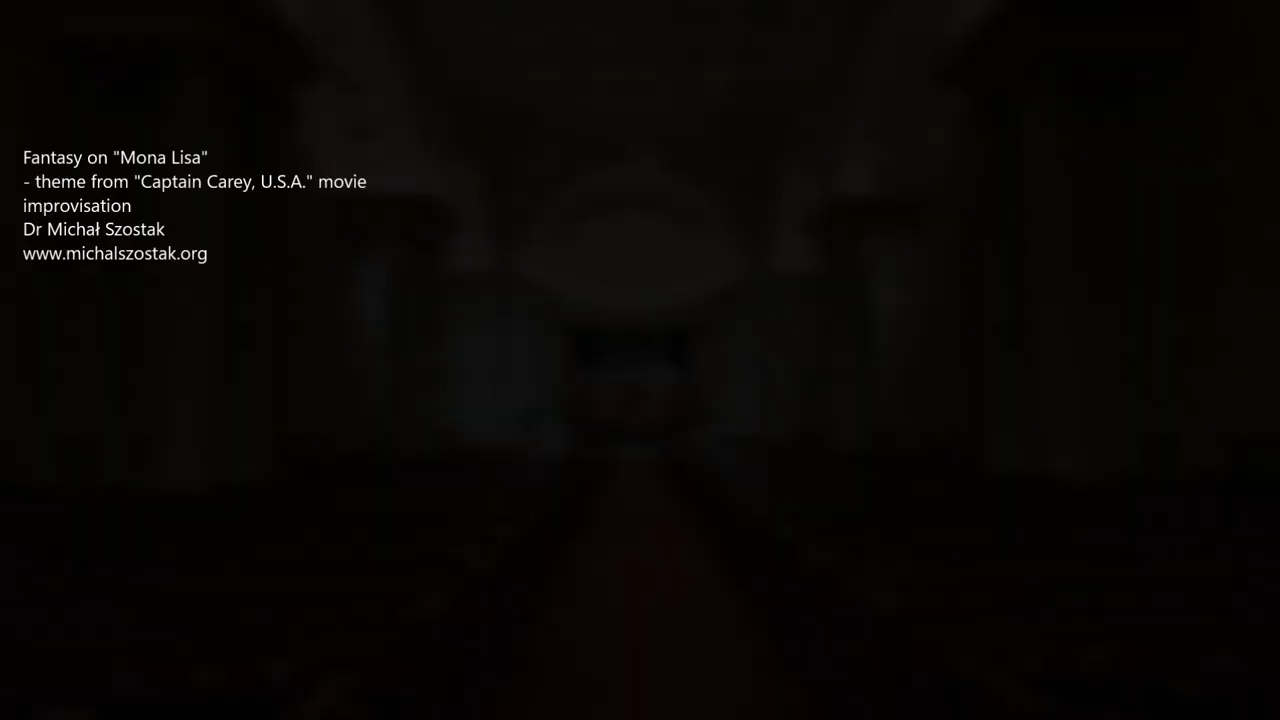 Fantasy on "Mona Lisa"
- theme from "Captain Carey, U.S.A." movie
improvisation
Dr Michał Szostak
www.michalszostak.org